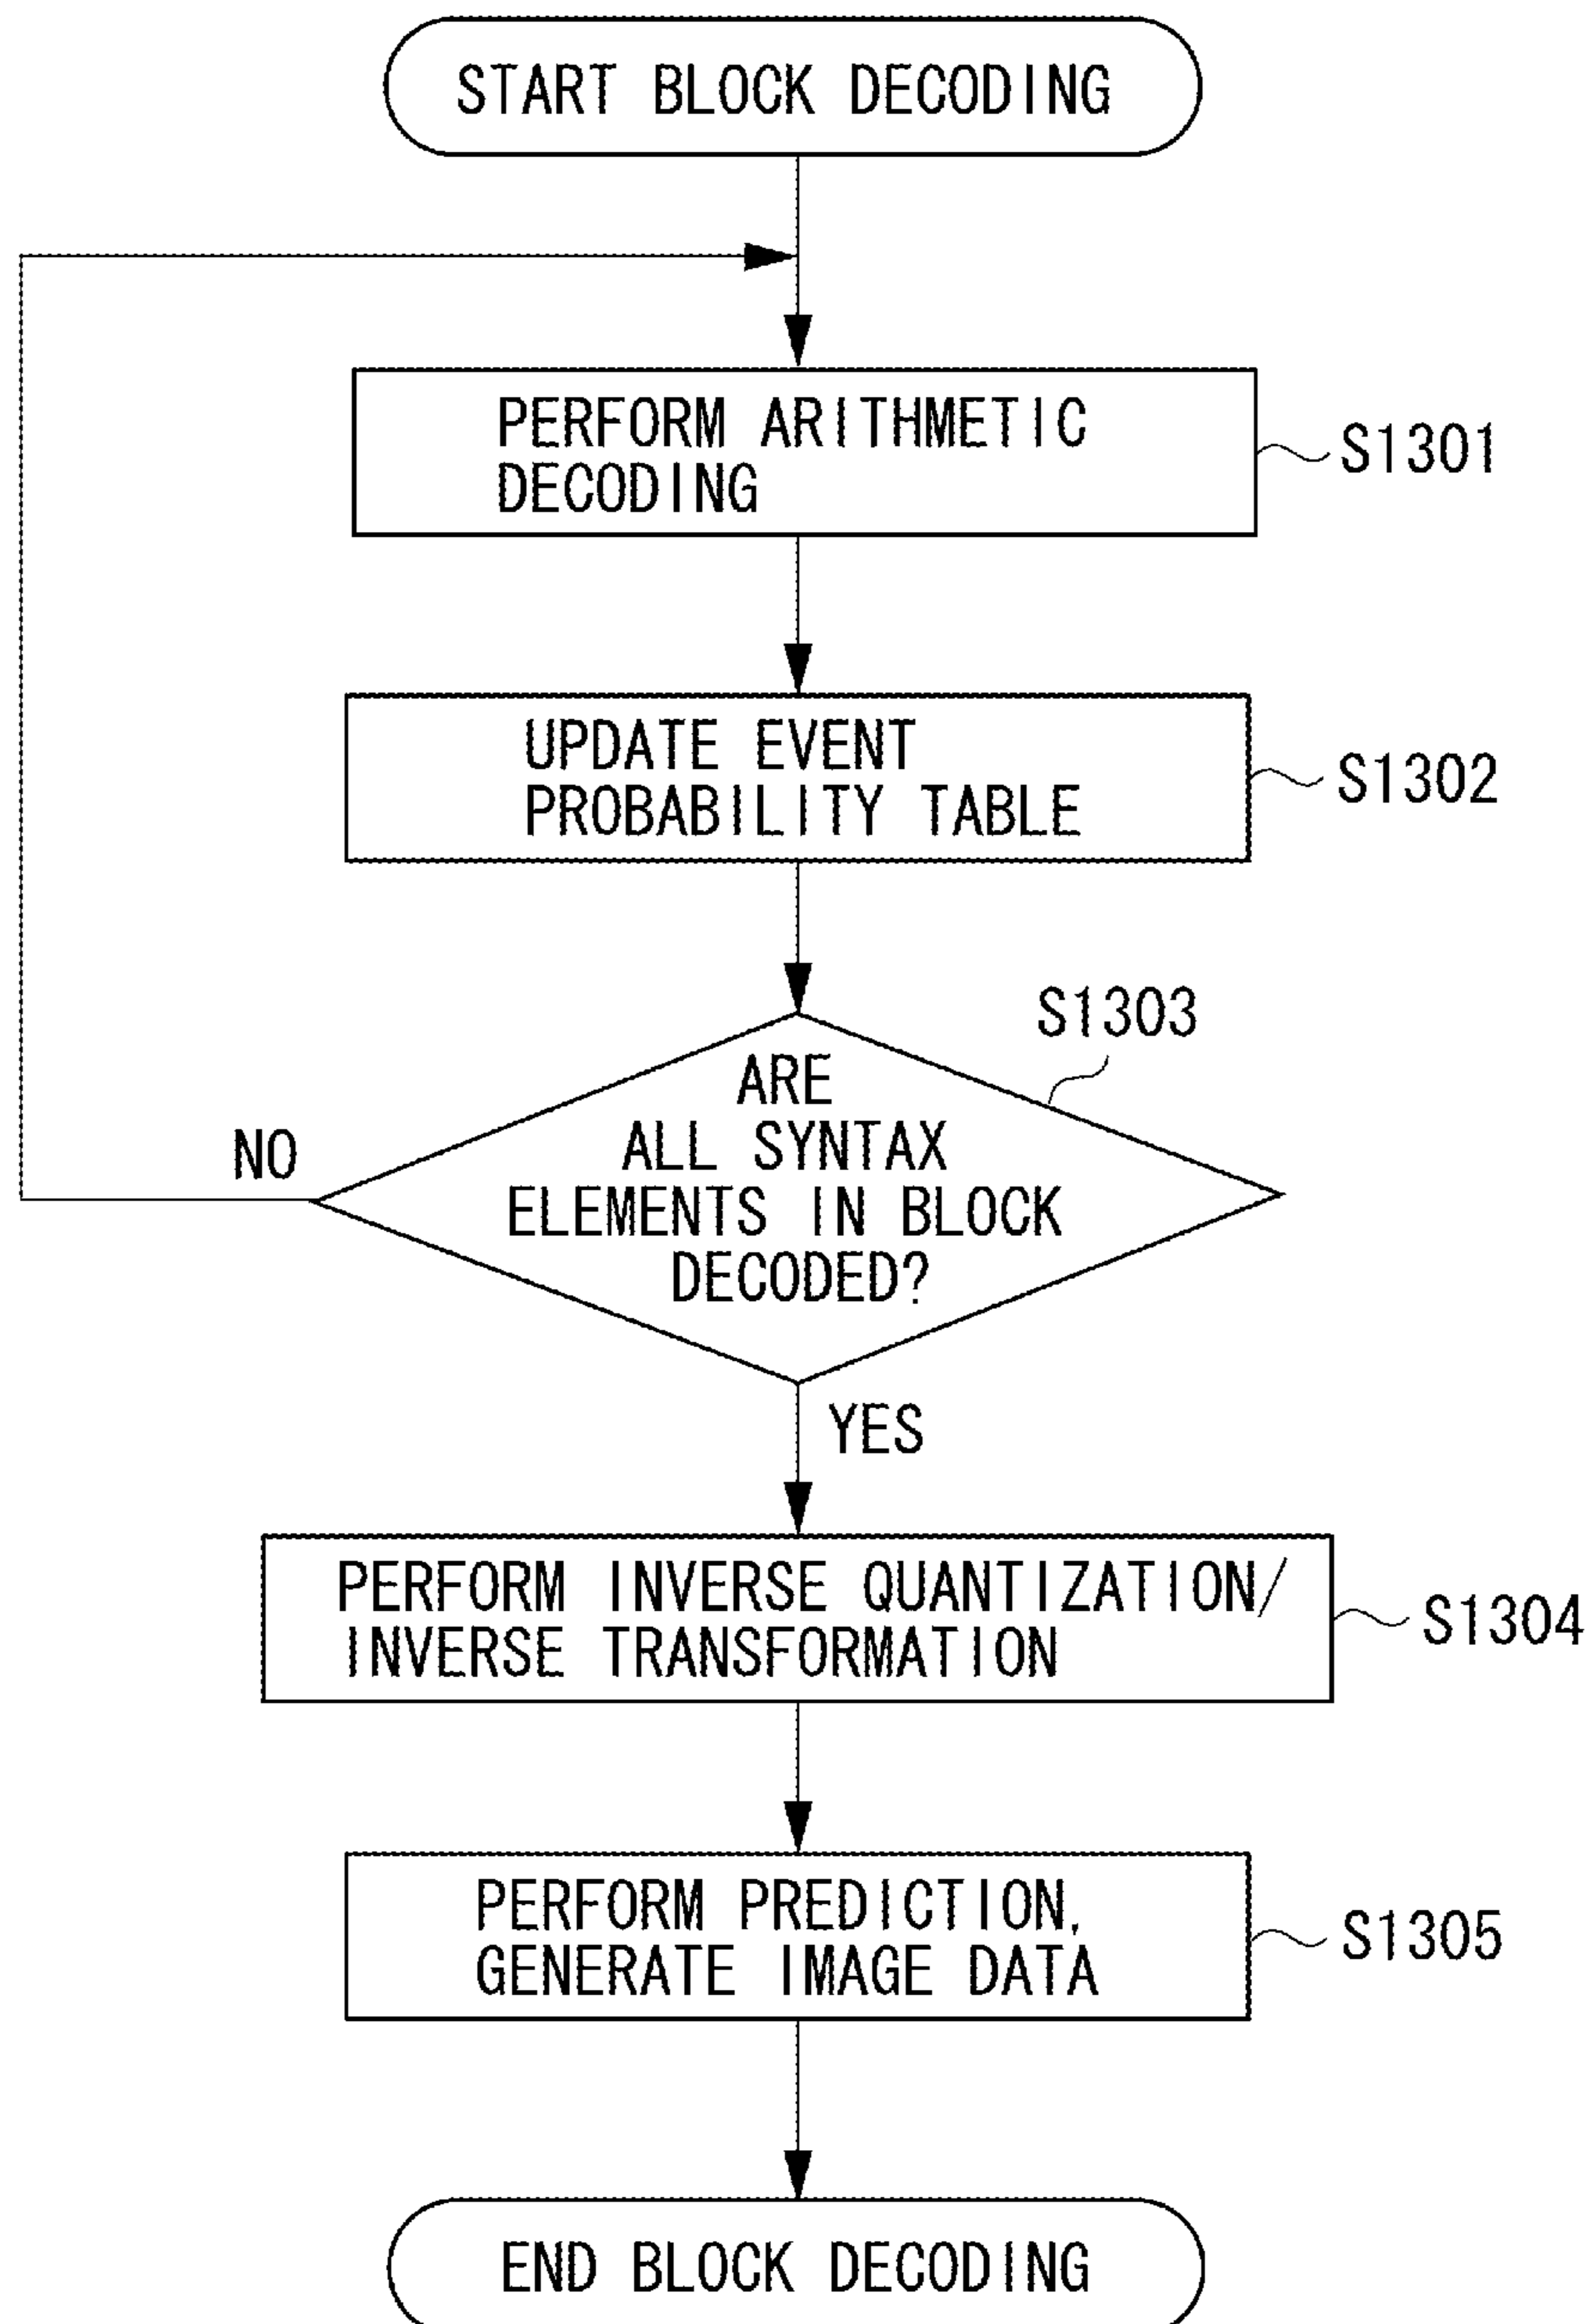 START BLOCK DECODING
PERFORM ARITHMETIC
DECODING
S1301
UPDATE EVENT
PROBABILITY TABLE
S1302
S1303
ARE
ALL SYNTAX
ELEMENTS IN BLOCK
DECODED?
NO
YES
PERFORM INVERSE QUANTIZATION/
INVERSE TRANSFORMATION
S1304
PERFORM PREDICTION,
GENERATE IMAGE DATA
S1305
END BLOCK DECODING